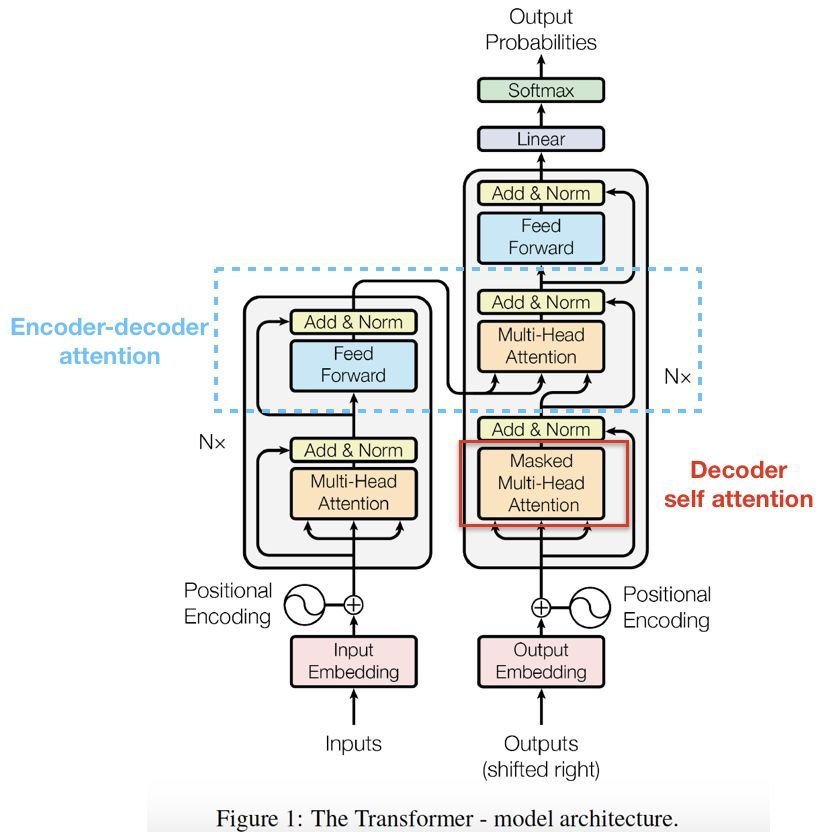 Output
Probabilities
Softmax
Linear
Add & Norm
Feed
Forward
Add & Norm
Multi-Head
Attention
Nx
Add & Norm
Masked
Multi-Head
Attention
Decoder
self attention
Encoder-decoder
attention
Add & Norm
Feed
Forward
Nx
Add & Norm
Multi-Head
Attention
Positional
Encoding
Positional
Encoding
Input
Embedding
Output
Embedding
Inputs
Outputs
(shifted right)
Figure 1: The Transformer - model architecture.